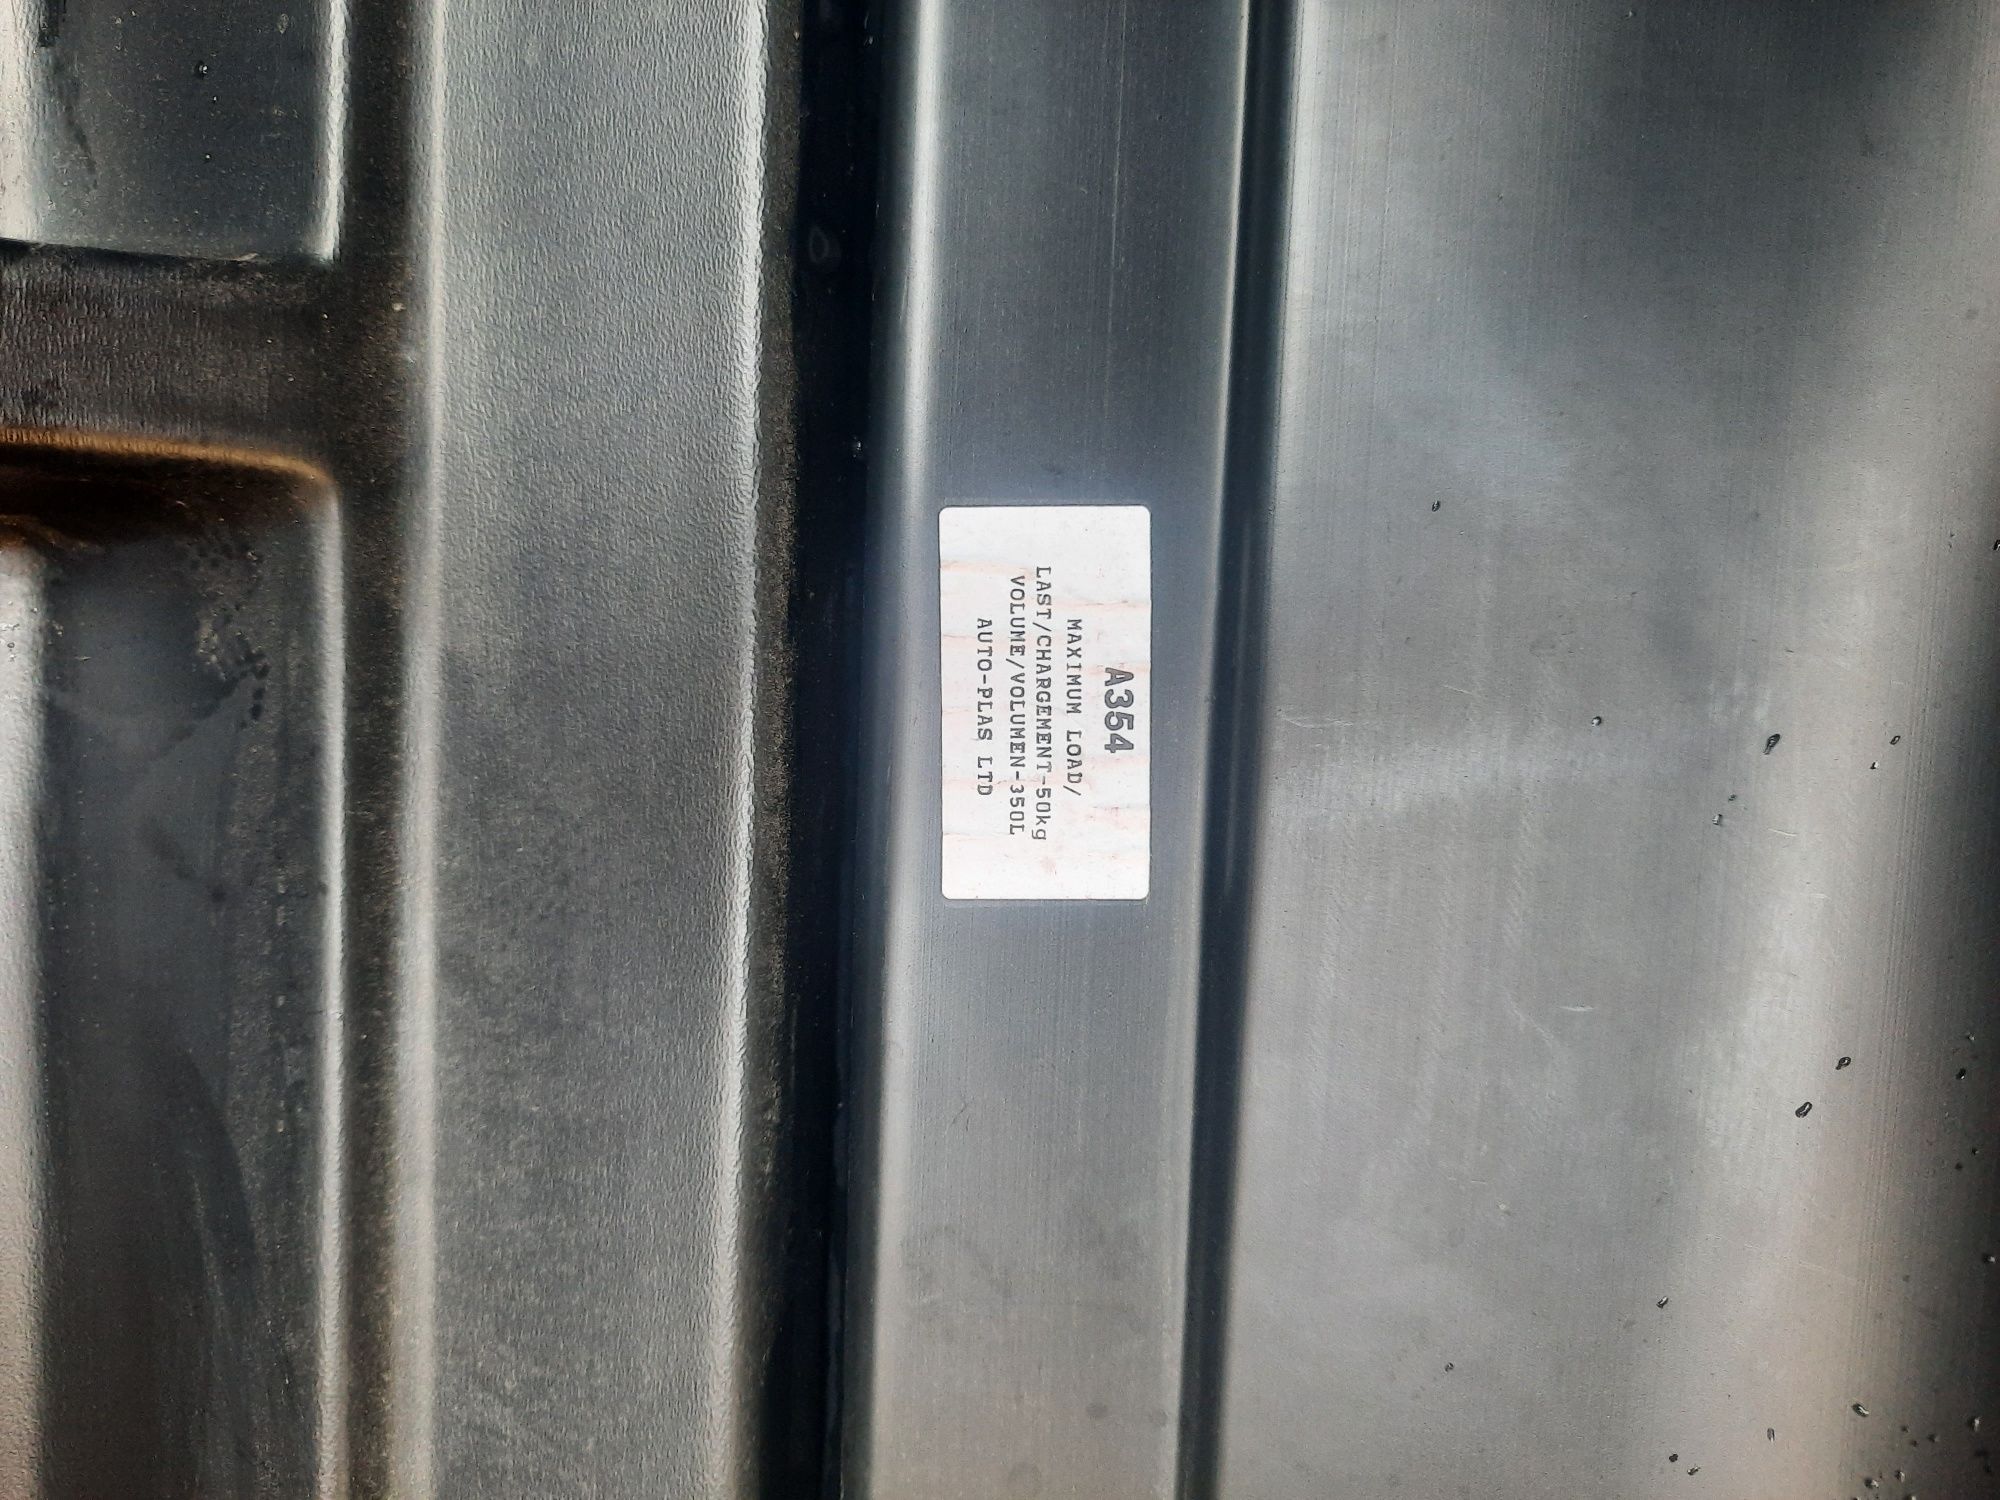 A354
MAXIMUM LOAD/
LAST/CHARGEMENT-50kg
VOLUME/VOLUMEN-350L
AUTO-PLAS LTD